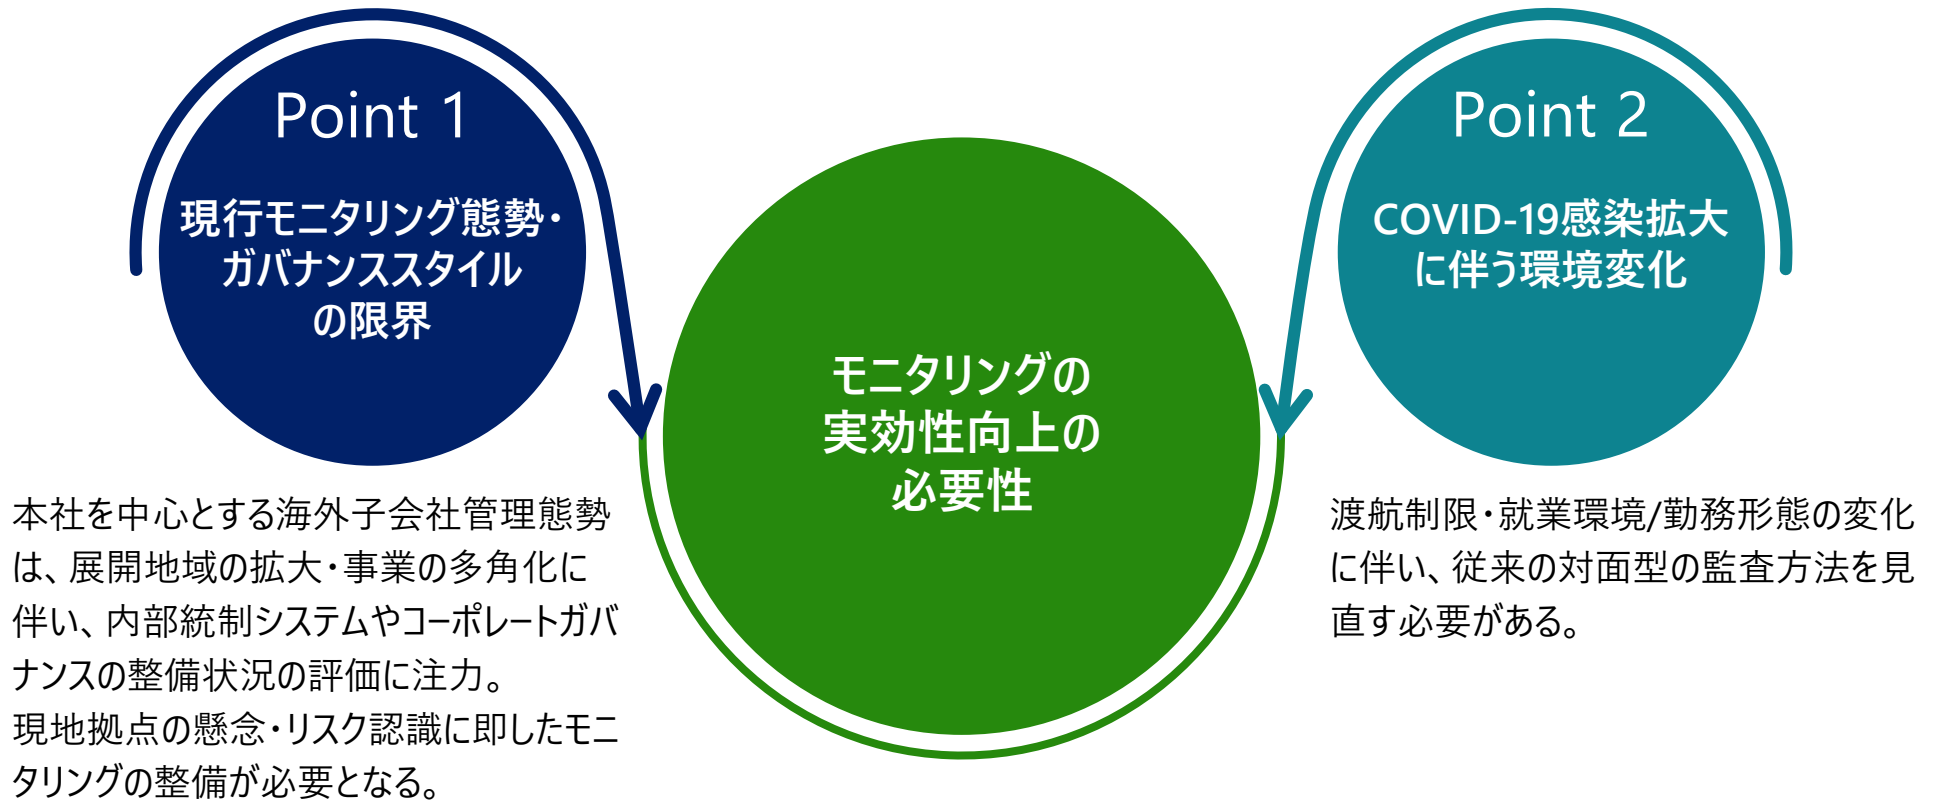 Point 1
現行モニタリング態勢・
ガバナンススタイル
の限界
本社を中心とする海外子会社管理態勢
は、展開地域の拡大・事業の多角化に
伴い、内部統制システムやコーポレートガバ
ナンスの整備状況の評価に注力。
現地拠点の懸念・リスク認識に即したモニ
タリングの整備が必要となる。
モニタリングの
実効性向上の
必要性
Point 2
COVID-19感染拡大
に伴う環境変化
渡航制限・就業環境/勤務形態の変化
に伴い、従来の対面型の監査方法を見
直す必要がある。